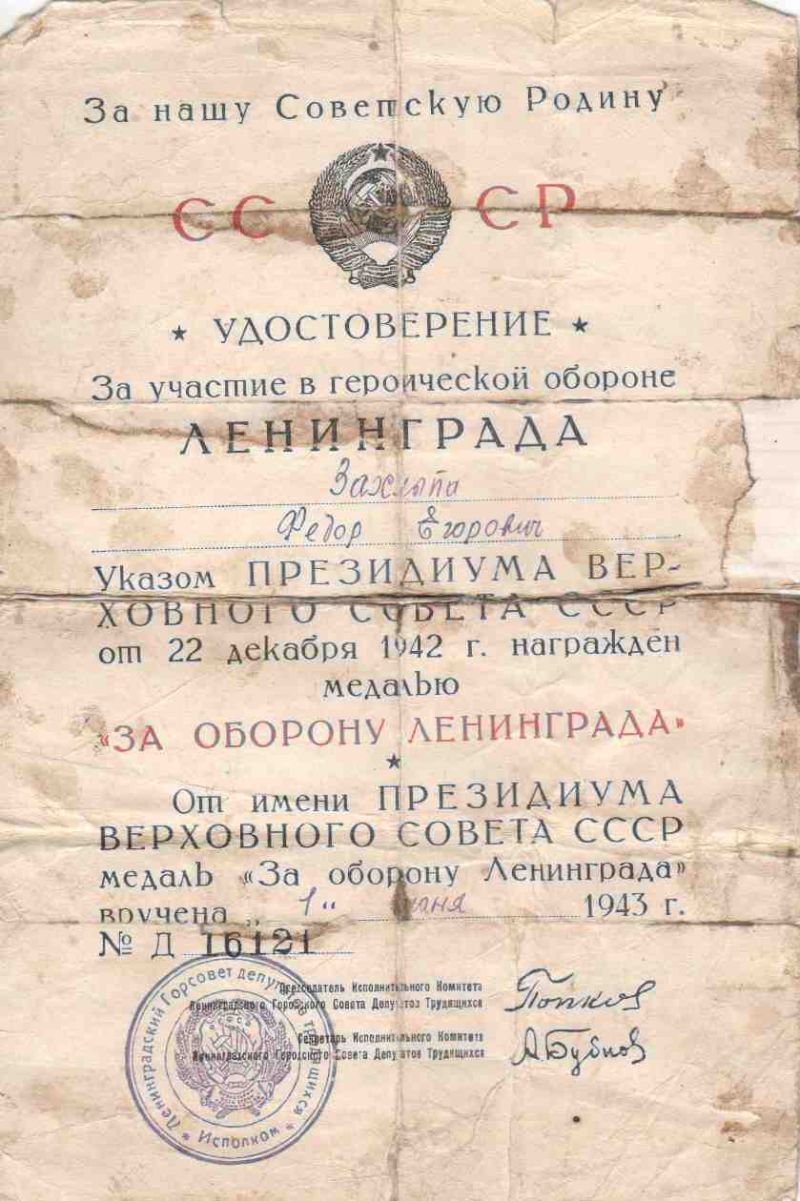 За нашу Советскую Родину
СССР
★ УДОСТОВЕРЕНИЕ ★
За участие в героической обороне
ЛЕНИНГРАДА
Федор Егорович
Указом ПРЕЗИДИУМА ВЕР-
ХОВНОГО СОВЕТА СССР
от 22 декабря 1942 г. награжден
медалью
«ЗА ОБОРОНУ ЛЕНИНГРАДА»
★
От имени ПРЕЗИДИУМА
ВЕРХОВНОГО СОВЕТА СССР
медаль «За оборону Ленинграда»
вручена „ 1 “ 1943 г.
№ Д 16121
Председатель Исполнительного Комитета
Ленинградского Городского Совета Депутатов Трудящихся
Попков
Секретарь Исполнительного Комитета
Ленинградского Городского Совета Депутатов Трудящихся
АБубнов
Ленинградский Горсовет депутатов трудящихся
★ Исполком ★